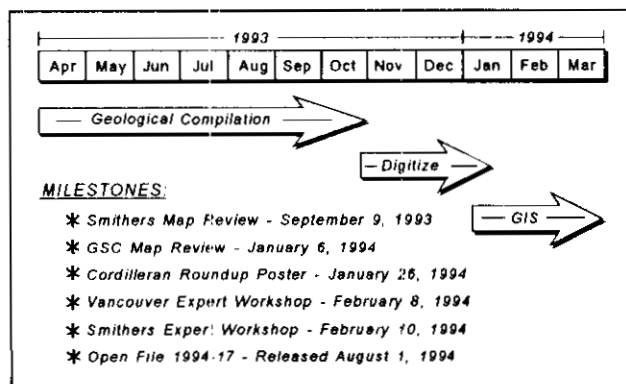 1993 1994
Apr May Jun Jul Aug Sep Oct Nov Dec Jan Feb Mar
Geological Compilation
Digitize
MILESTONES:
GIS
* Smithers Map Review - September 9, 1993
* GSC Map Review - January 6, 1994
* Cordilleran Roundup Poster - January 26, 1994
* Vancouver Expert Workshop - February 8, 1994
* Smithers Expert Workshop - February 10, 1994
* Open File 1994-17 - Released August 1, 1994